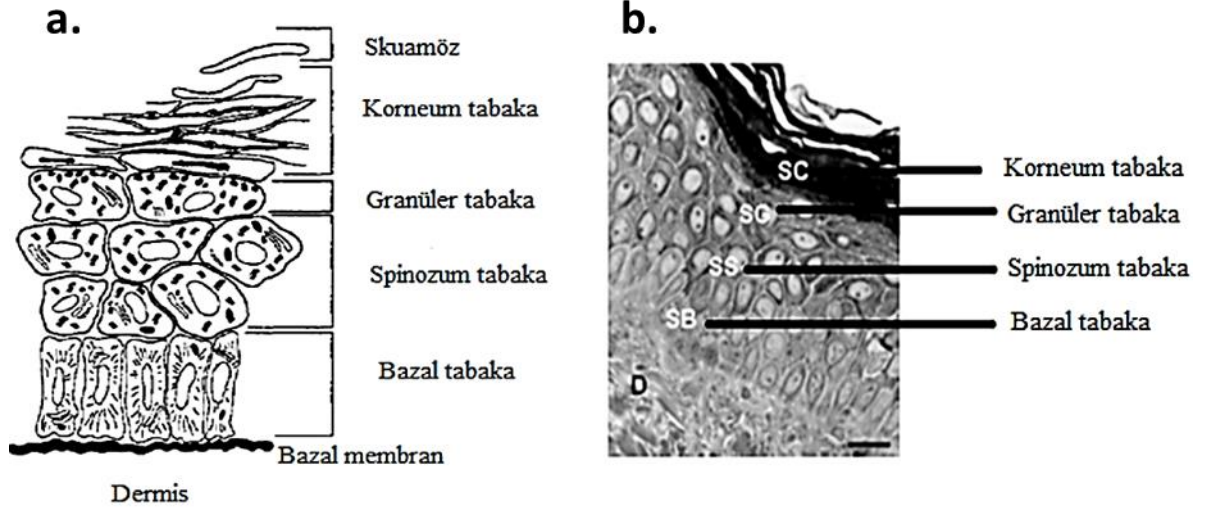 a.
Skuamöz
Korneum tabaka
Granüler tabaka
Spinozum tabaka
Bazal tabaka
Bazal membran
Dermis
b.
SC
Korneum tabaka
SG
Granüler tabaka
SS
Spinozum tabaka
SB
Bazal tabaka
D